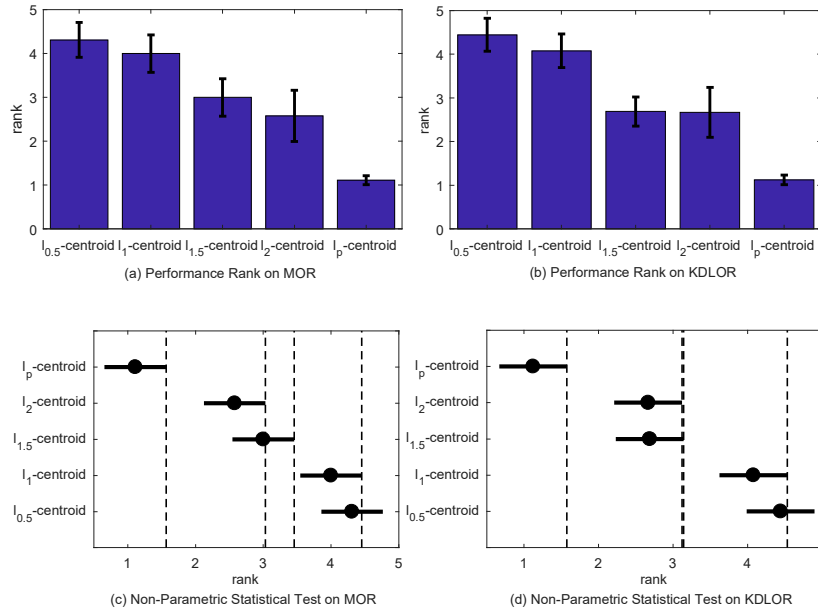 5
4
3
2
1
0
rank
l0.5-centroid l1-centroid l1.5-centroid l2-centroid lp-centroid
(a) Performance Rank on MOR
5
4
3
2
1
0
rank
l0.5-centroid l1-centroid l1.5-centroid l2-centroid lp-centroid
(b) Performance Rank on KDLOR
lp-centroid
l2-centroid
l1.5-centroid
l1-centroid
l0.5-centroid
1 2 3 4 5
rank
(c) Non-Parametric Statistical Test on MOR
lp-centroid
l2-centroid
l1.5-centroid
l1-centroid
l0.5-centroid
1 2 3 4
rank
(d) Non-Parametric Statistical Test on KDLOR